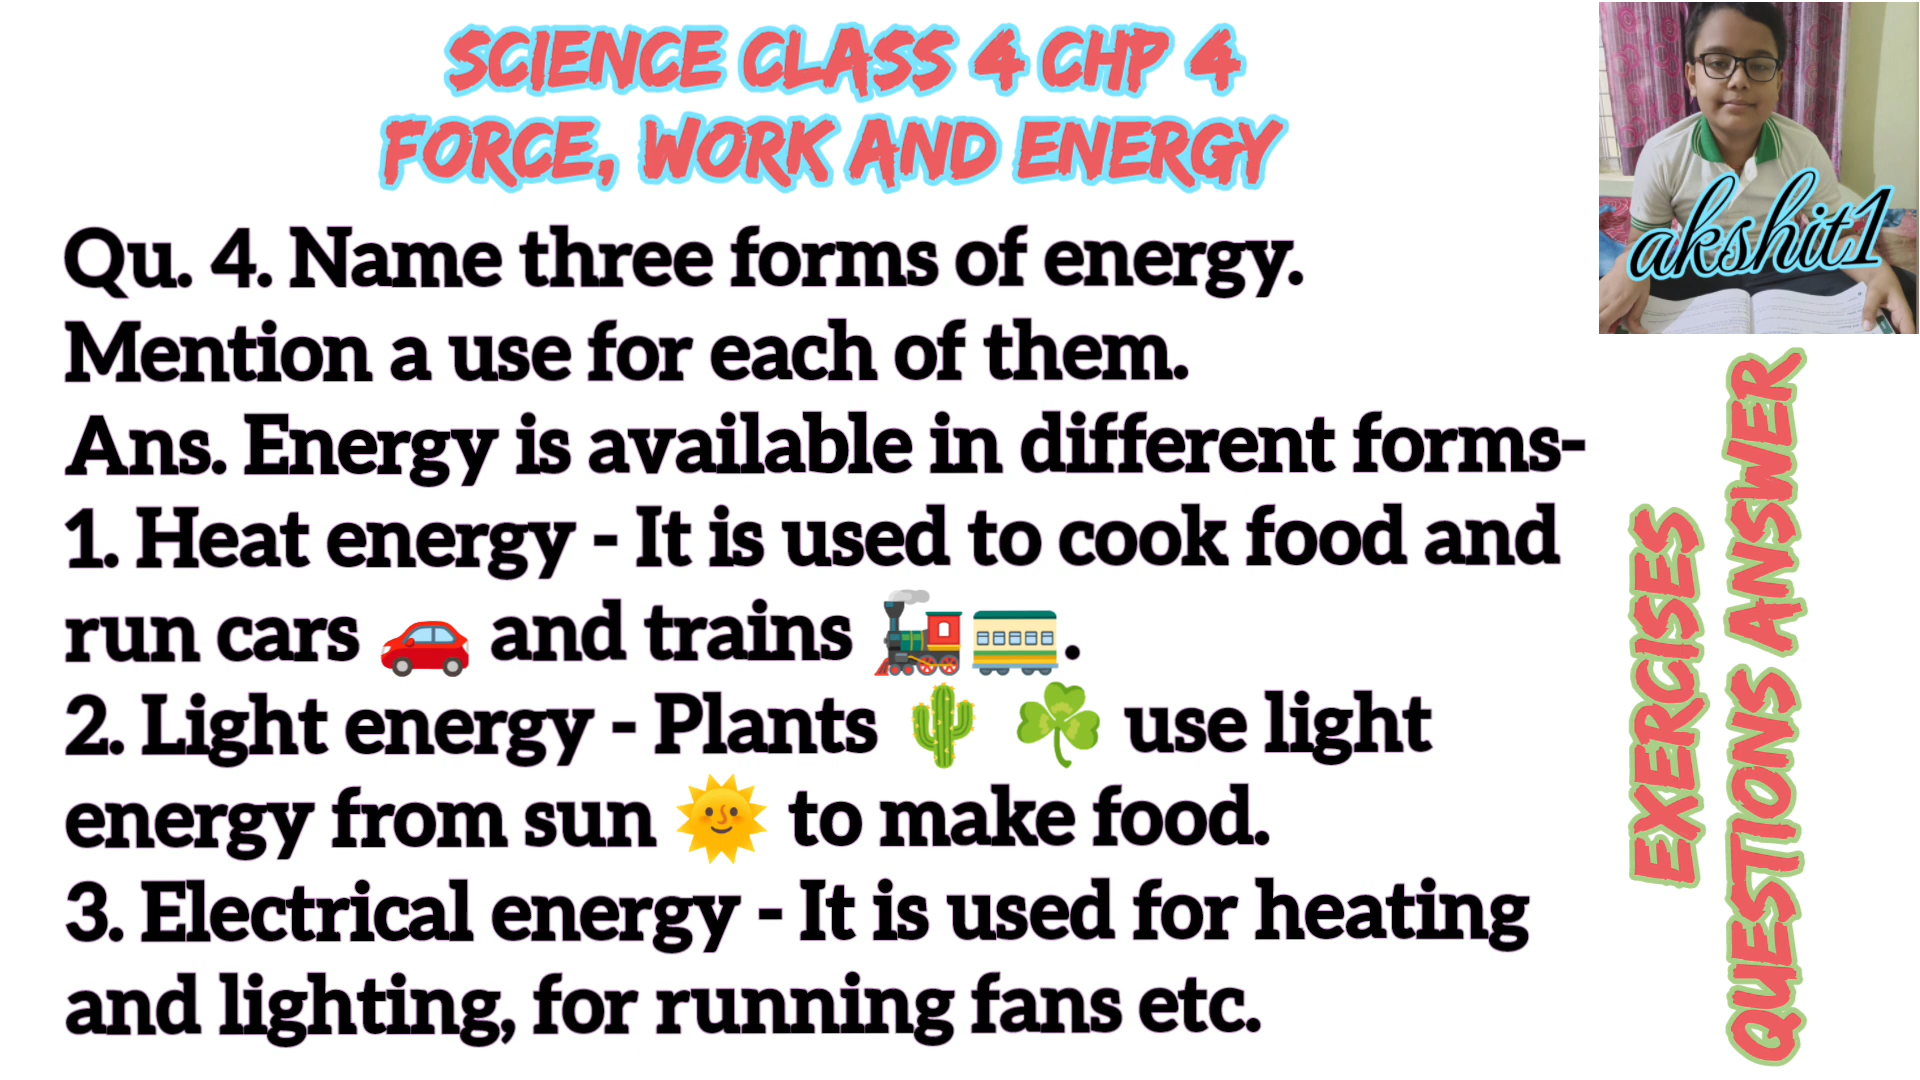 SCIENCE CLASS 4 CHP 4
FORCE, WORK AND ENERGY
akshit1
Qu. 4. Name three forms of energy.
Mention a use for each of them.
Ans. Energy is available in different forms-
1. Heat energy - It is used to cook food and
run cars 🚗 and trains 🚂🚃.
2. Light energy - Plants 🌵 ☘️ use light
energy from sun 🌞 to make food.
3. Electrical energy - It is used for heating
and lighting, for running fans etc.
EXERCISES
QUESTIONS ANSWER